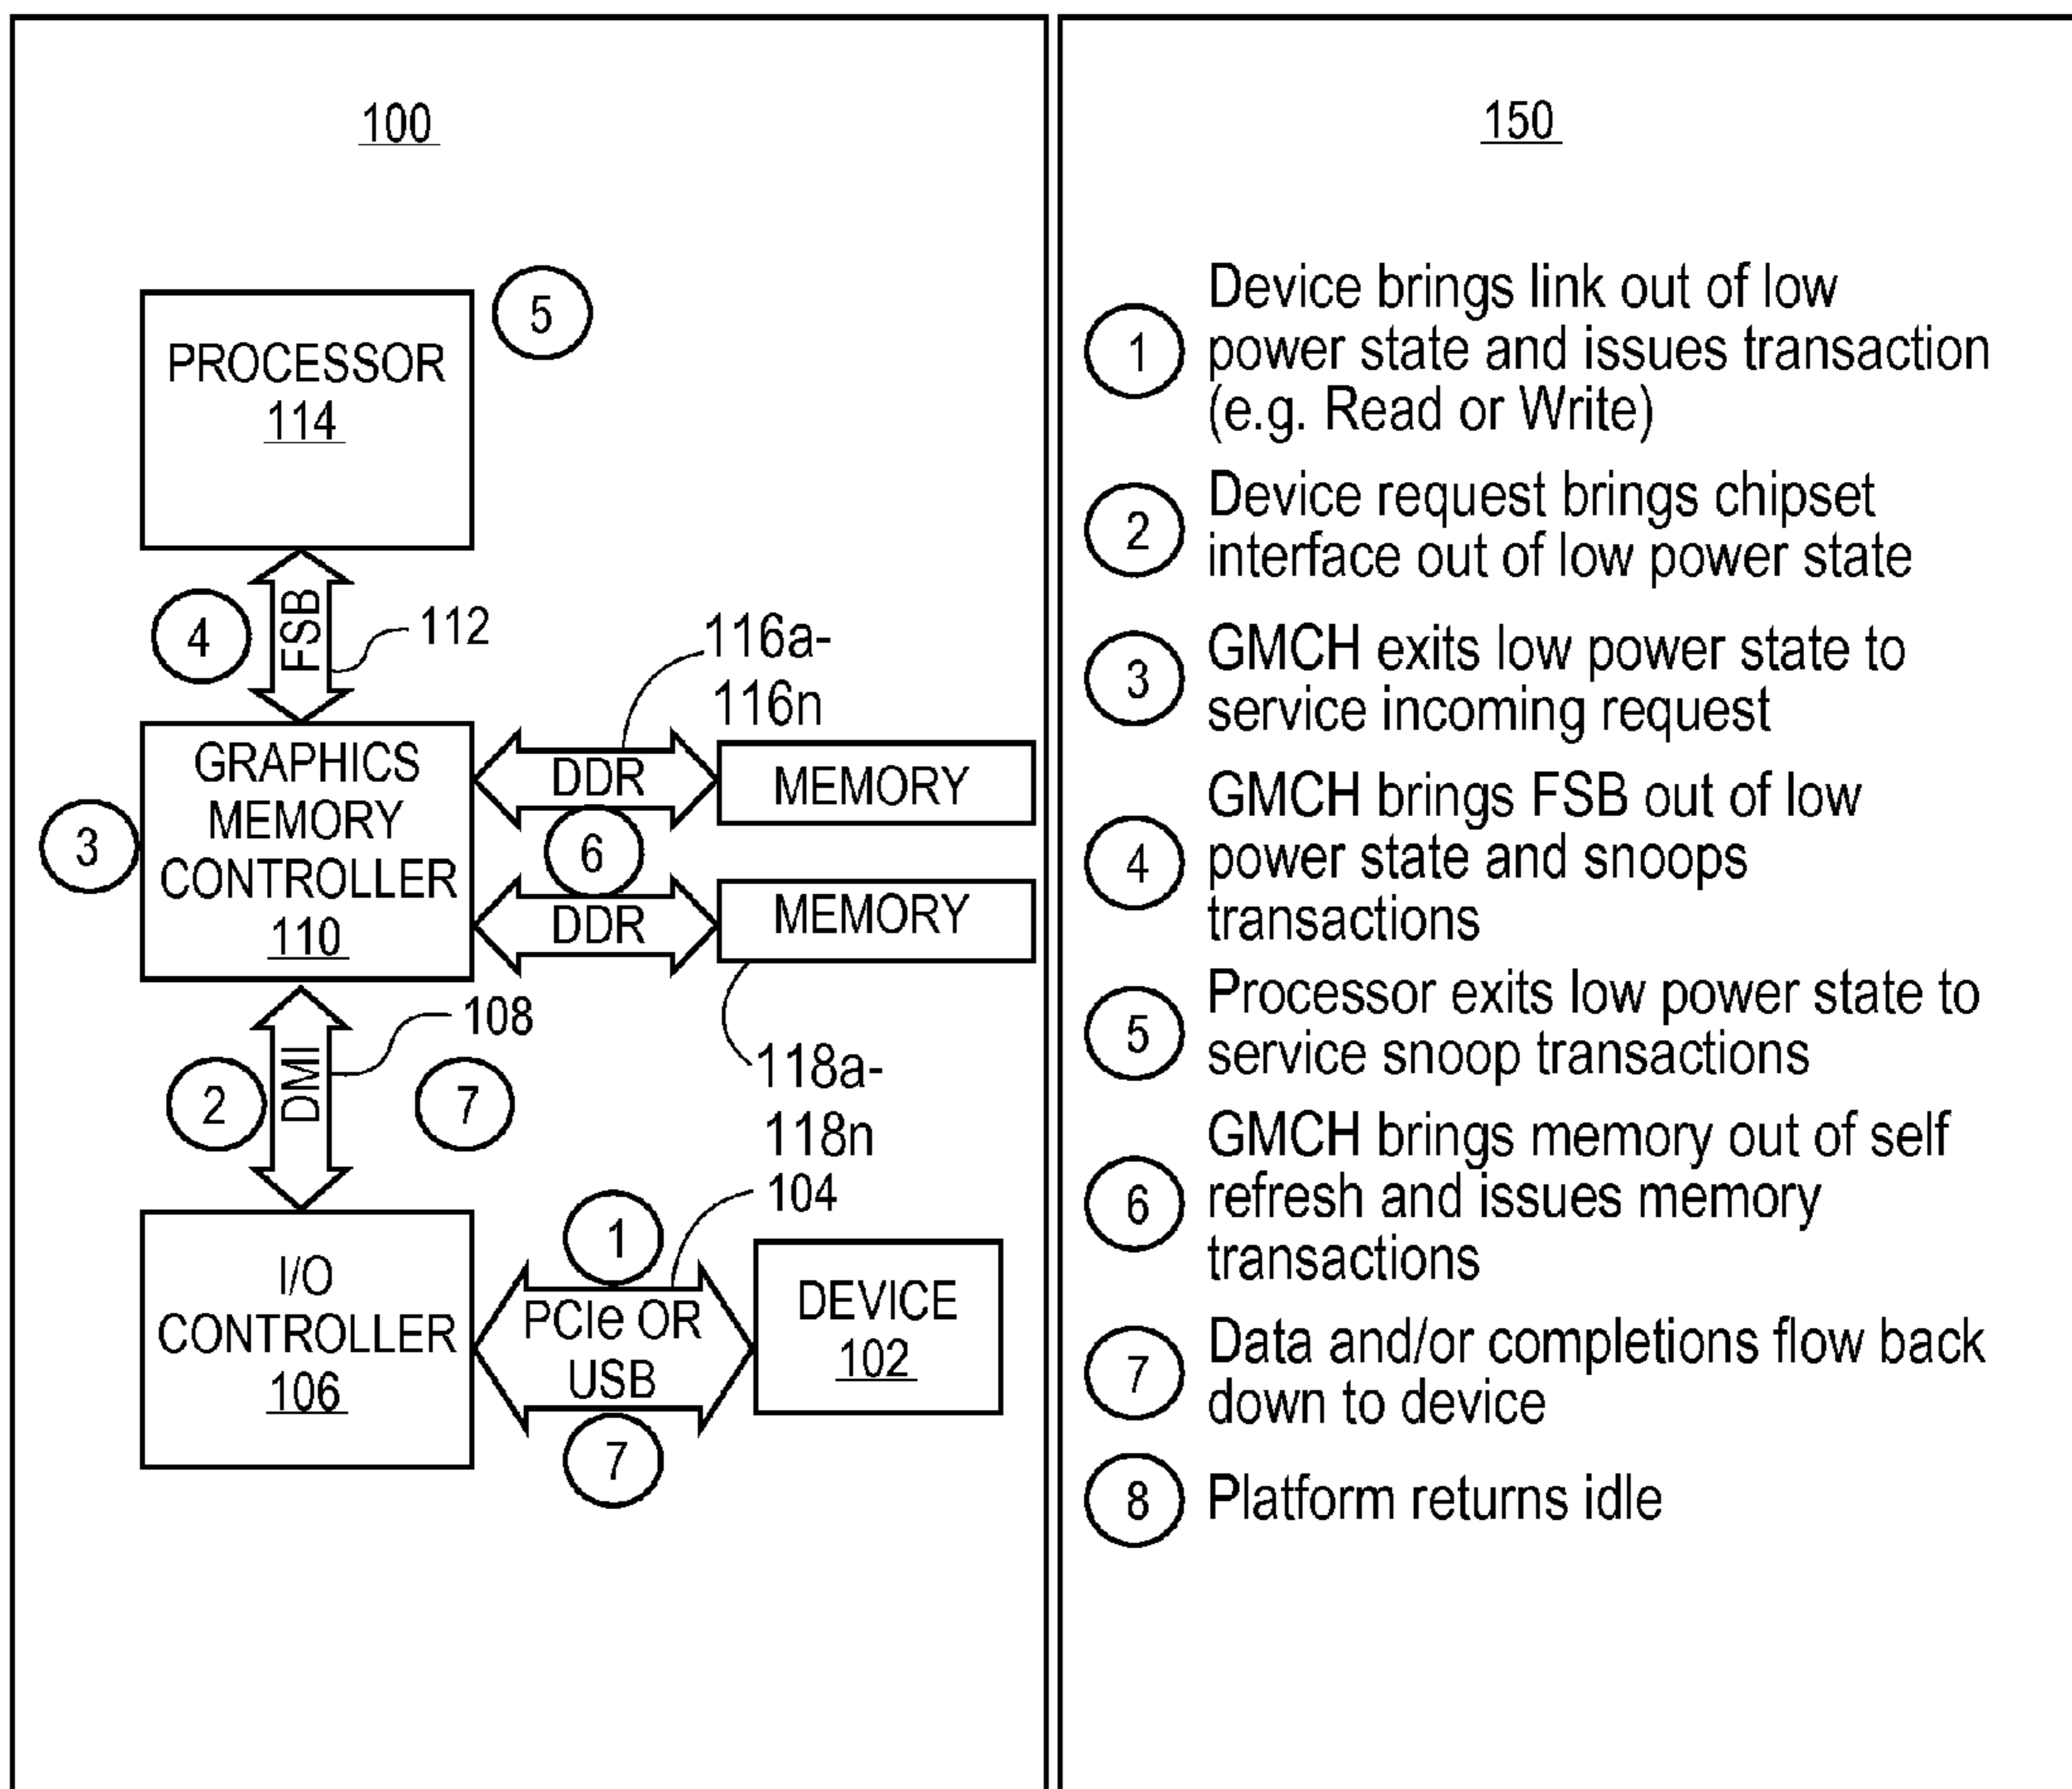 100
5
PROCESSOR
114
4
FSB
112
116a-
116n
GRAPHICS
MEMORY
CONTROLLER
110
3
DDR
MEMORY
6
DDR
MEMORY
108
2
DMI
7
118a-
118n
104
1
I/O
CONTROLLER
106
PCIe OR
USB
DEVICE
102
7
150
1
Device brings link out of low
power state and issues transaction
(e.g. Read or Write)
2
Device request brings chipset
interface out of low power state
3
GMCH exits low power state to
service incoming request
4
GMCH brings FSB out of low
power state and snoops
transactions
5
Processor exits low power state to
service snoop transactions
6
GMCH brings memory out of self
refresh and issues memory
transactions
7
Data and/or completions flow back
down to device
8
Platform returns idle